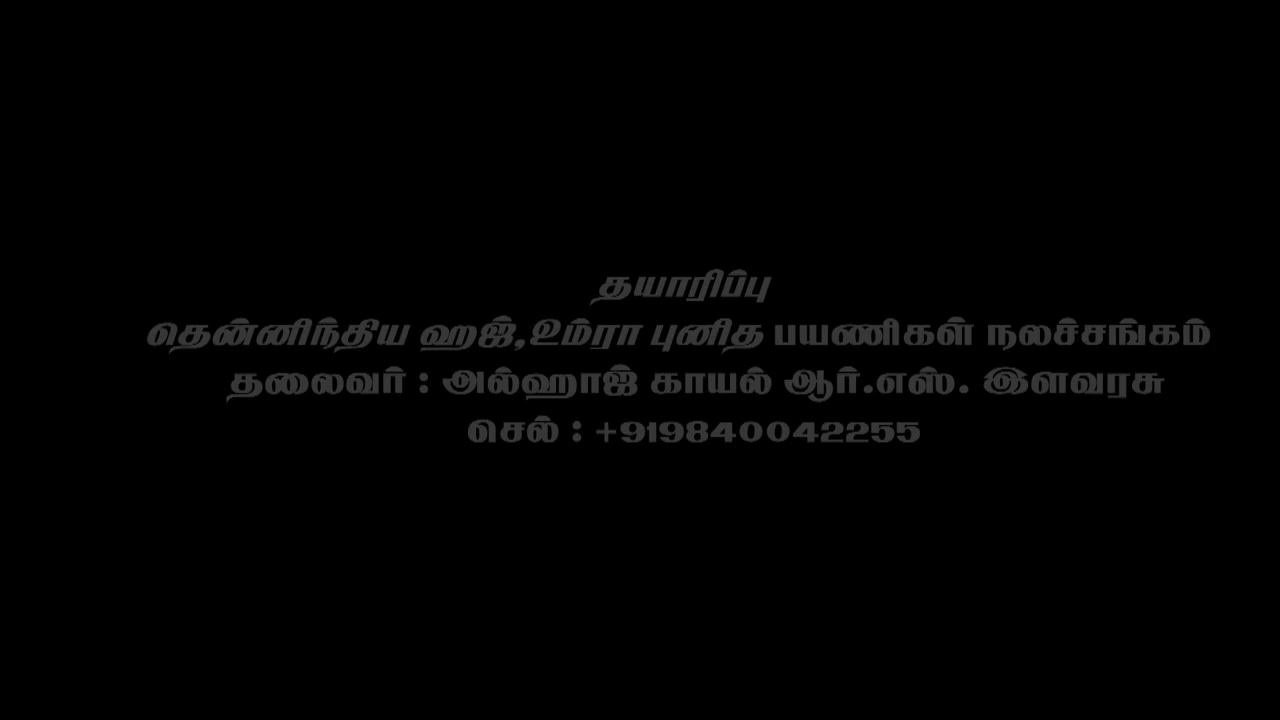 தயாரிப்பு
தென்னிந்திய ஹஜ்,உம்ரா புனித பயணிகள் நலச்சங்கம்
தலைவர் : அல்ஹாஜ் காயல் ஆர்.எஸ். இளவரசு
செல் : +919840042255